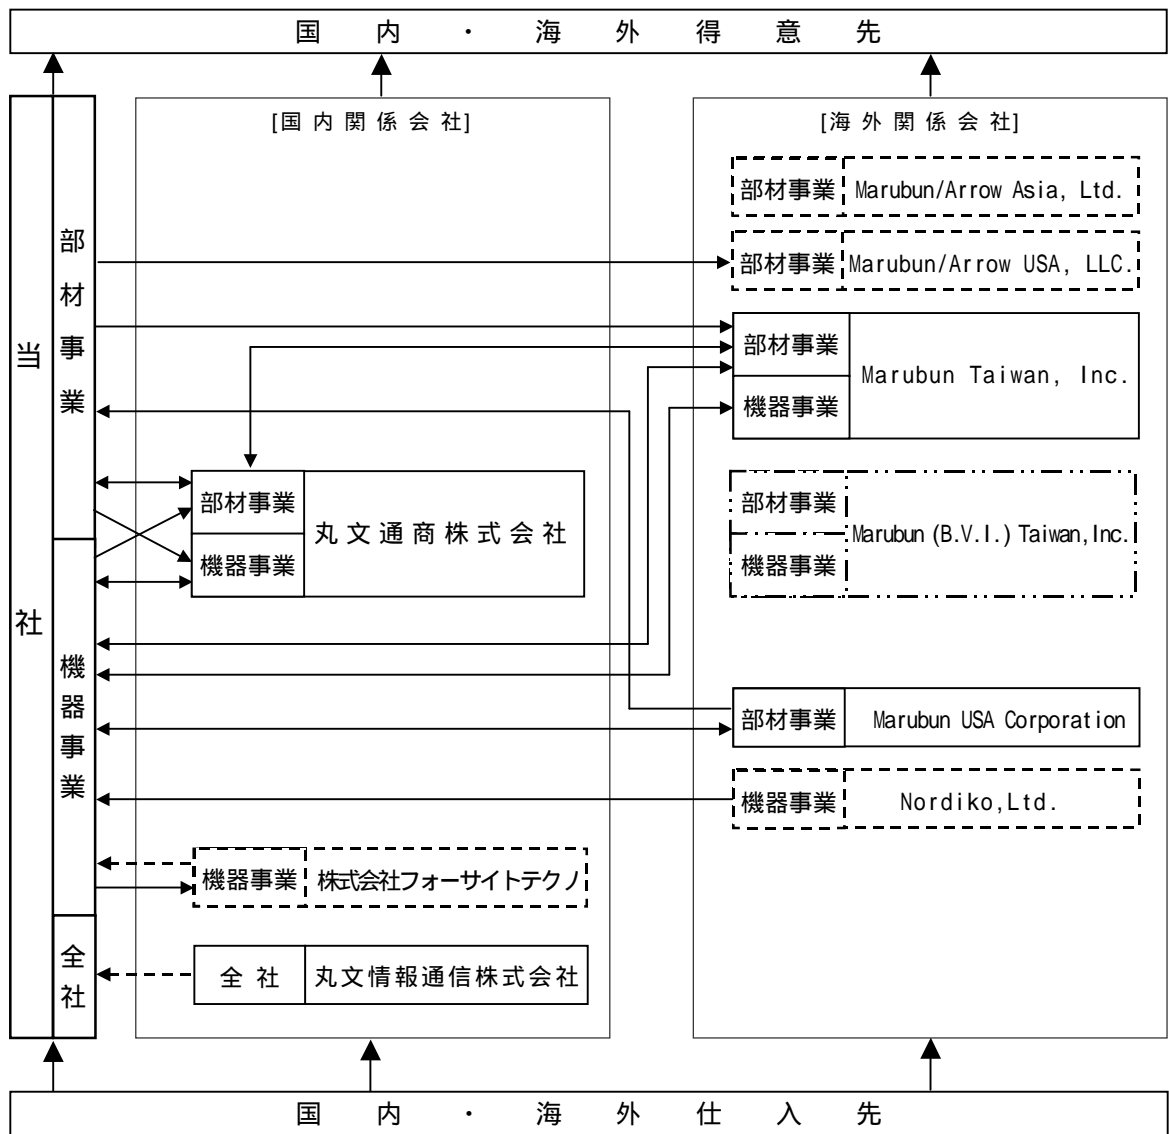 国内・海外得意先
当社
部材事業
機器事業
全社
[国内関係会社]
部材事業
機器事業
丸文通商株式会社
機器事業
株式会社フォーサイトテクノ
全社
丸文情報通信株式会社
[海外関係会社]
部材事業
Marubun/Arrow Asia, Ltd.
部材事業
Marubun/Arrow USA, LLC.
部材事業
機器事業
Marubun Taiwan, Inc.
部材事業
機器事業
Marubun (B.V.I.) Taiwan,Inc.
部材事業
Marubun USA Corporation
機器事業
Nordiko,Ltd.
国内・海外仕入先